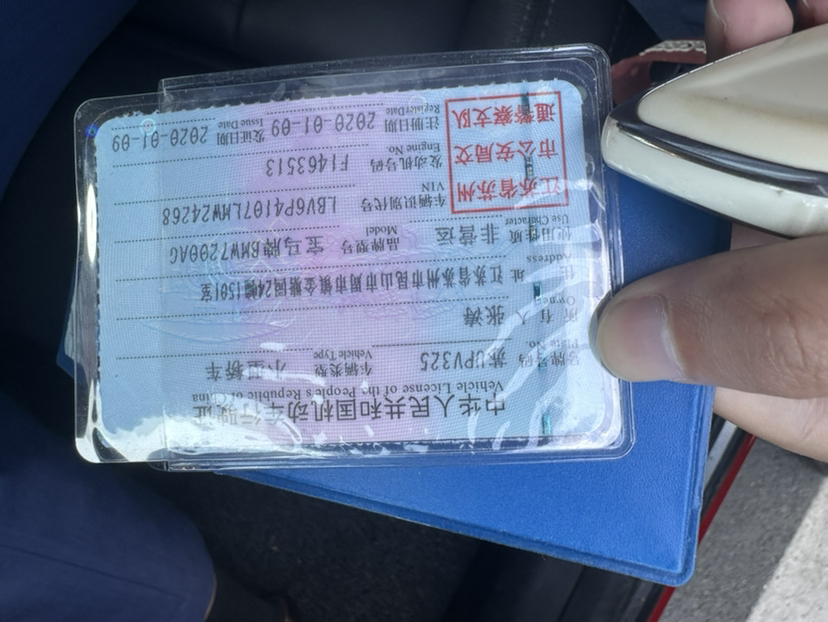 中华人民共和国机动车行驶证
Vehicle License of the People's Republic of China
号牌号码 苏UPV325 车辆类型 小型轿车
Plate No. Vehicle Type
所有人 张涛
Owner
住址 江苏省苏州市昆山市周市镇金紫园24幢1501室
Address
使用性质 非营运 品牌型号 宝马牌BMW7200AG
Use Character Model
江苏省苏州
市公安局交
通警察支队
车辆识别代号 LBV6P4107LMW24268
VIN
发动机号码 F1463513
Engine No.
注册日期 2020-01-09 发证日期 2020-01-09
Register Date Issue Date